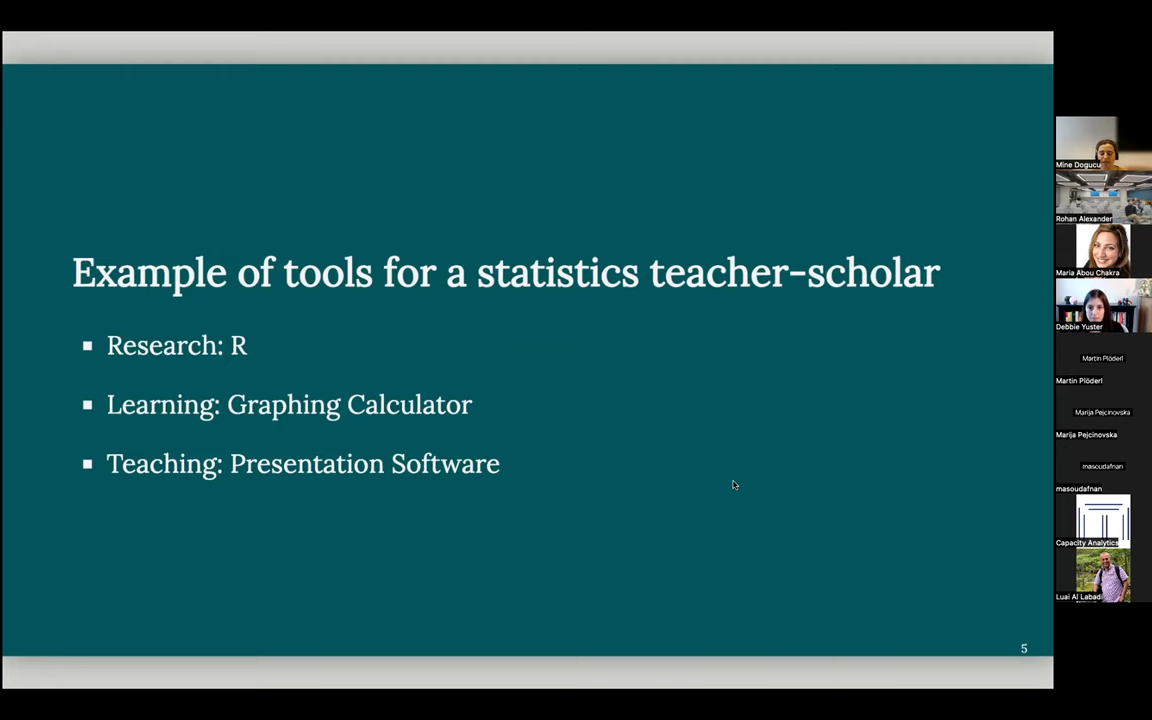 Example of tools for a statistics teacher-scholar
▪ Research: R
▪ Learning: Graphing Calculator
▪ Teaching: Presentation Software
5
Mine Dogucu
Rohan Alexander
Maria Abou Chakra
Debbie Yuster
Martin Plöderl
Martin Plöderl
Marija Pejcinovska
Marija Pejcinovska
masoudafnan
masoudafnan
Capacity Analytics
Luai Al Labadi